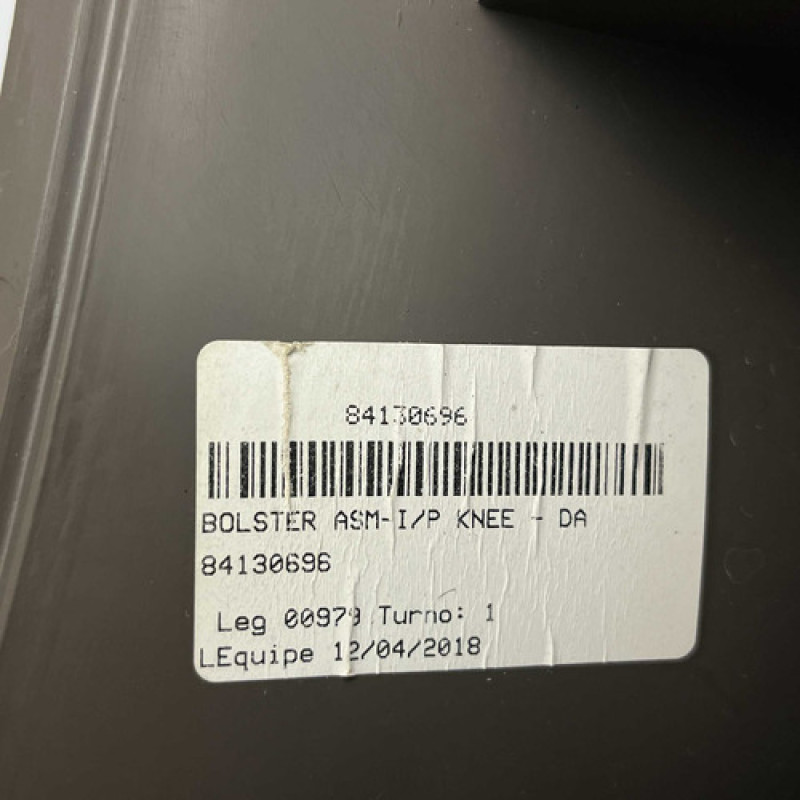 84130696
BOLSTER ASM-I/P KNEE - DA
84130696
Leg 00979 Turno: 1
LEquipe 12/04/2018